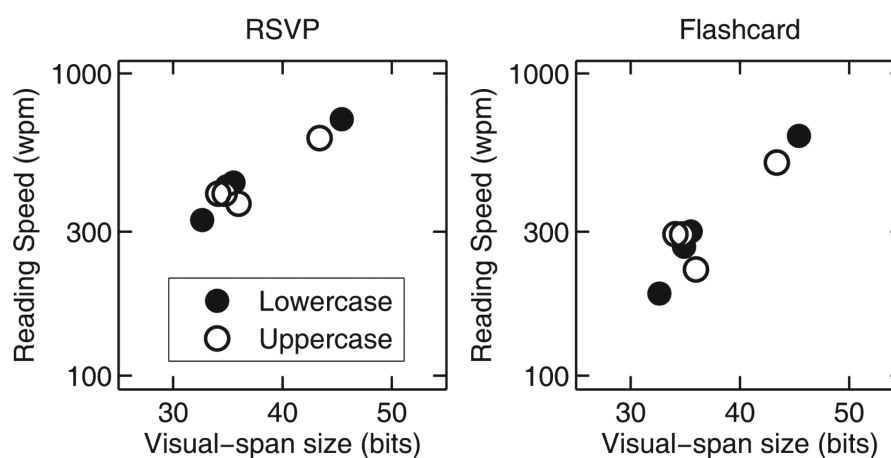 RSVP
1000
300
100
Reading Speed (wpm)
Lowercase
Uppercase
30 40 50
Visual-span size (bits)
Flashcard
1000
300
100
Reading Speed (wpm)
30 40 50
Visual-span size (bits)